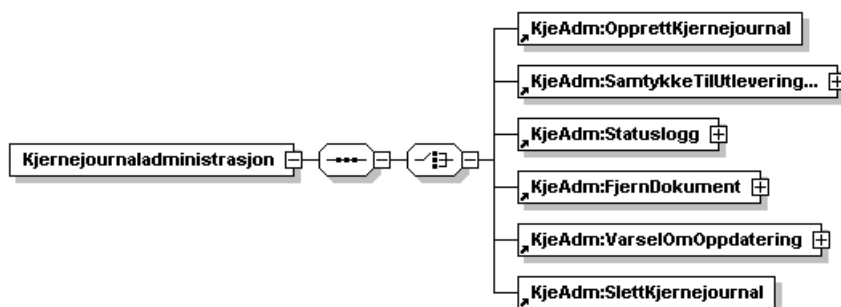 KjeAdm:OpprettKjernejournal
KjeAdm:SamtykkeTilUtlevering...
Kjernejournaladministrasjon
KjeAdm:Statuslogg
KjeAdm:FjernDokument
KjeAdm:VarselOmOppdatering
KjeAdm:SlettKjernejournal